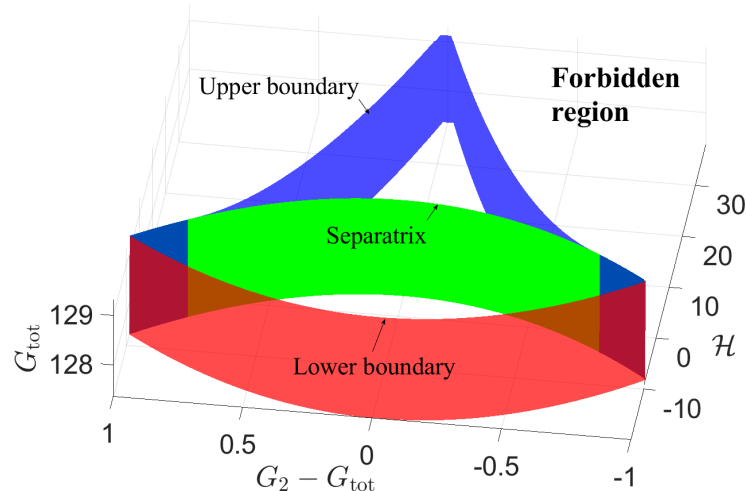 Forbidden
region
Upper boundary
Separatrix
Lower boundary
129
128
G_tot
1
0.5
0
-0.5
-1
G_2 − G_tot
30
20
10
0
-10
ℋ